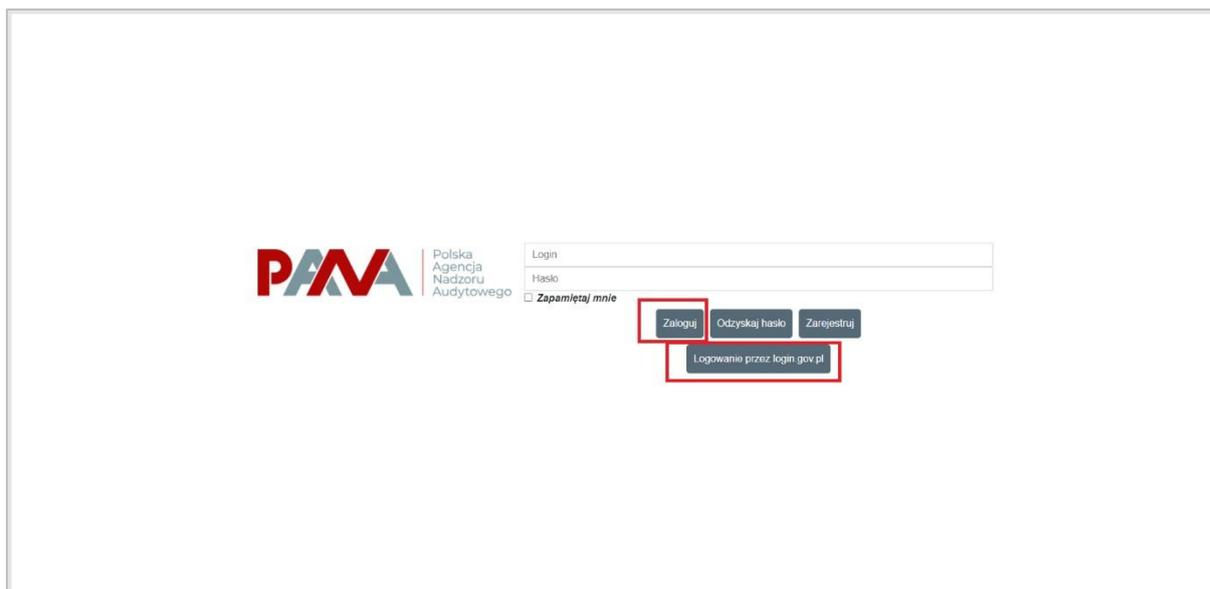 PANA
Polska
Agencja
Nadzoru
Audytowego
Login
Hasło
Zapamiętaj mnie
Zaloguj Odzyskaj hasło Zarejestruj
Logowanie przez login.gov.pl